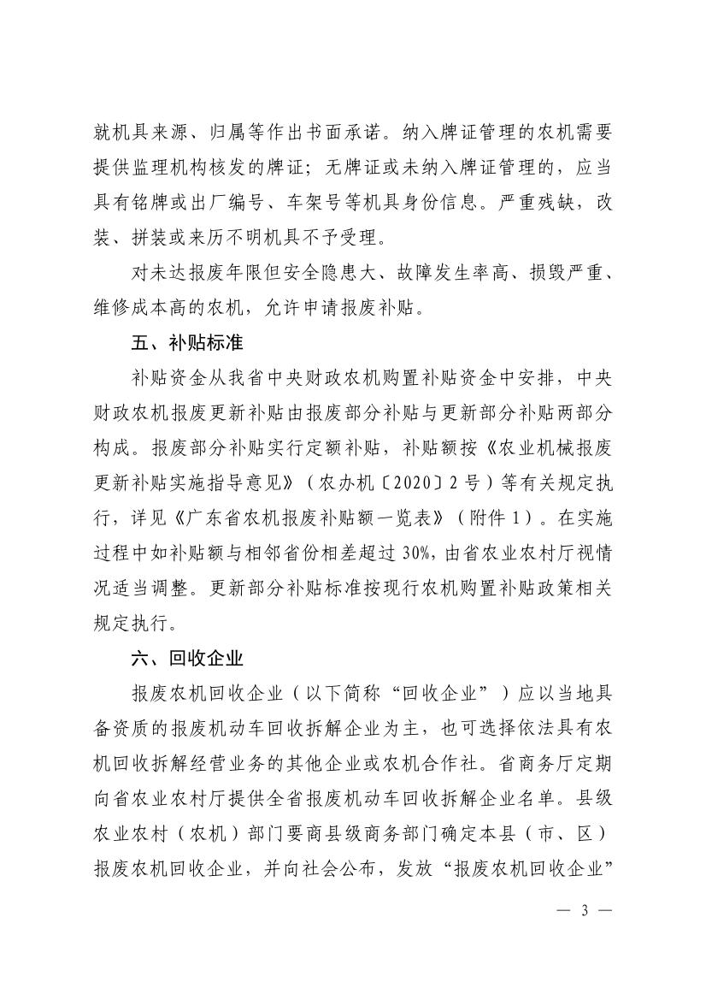 就机具来源、归属等作出书面承诺。纳入牌证管理的农机需要
提供监理机构核发的牌证；无牌证或未纳入牌证管理的，应当
具有铭牌或出厂编号、车架号等机具身份信息。严重残缺，改
装、拼装或来历不明机具不予受理。
对未达报废年限但安全隐患大、故障发生率高、损毁严重、
维修成本高的农机，允许申请报废补贴。
五、补贴标准
补贴资金从我省中央财政农机购置补贴资金中安排，中央
财政农机报废更新补贴由报废部分补贴与更新部分补贴两部分
构成。报废部分补贴实行定额补贴，补贴额按《农业机械报废
更新补贴实施指导意见》（农办机〔2020〕2 号）等有关规定执
行，详见《广东省农机报废补贴额一览表》（附件 1）。在实施
过程中如补贴额与相邻省份相差超过 30%，由省农业农村厅视情
况适当调整。更新部分补贴标准按现行农机购置补贴政策相关
规定执行。
六、回收企业
报废农机回收企业（以下简称“回收企业”）应以当地具
备资质的报废机动车回收拆解企业为主，也可选择依法具有农
机回收拆解经营业务的其他企业或农机合作社。省商务厅定期
向省农业农村厅提供全省报废机动车回收拆解企业名单。县级
农业农村（农机）部门要商县级商务部门确定本县（市、区）
报废农机回收企业，并向社会公布，发放“报废农机回收企业”
— 3 —